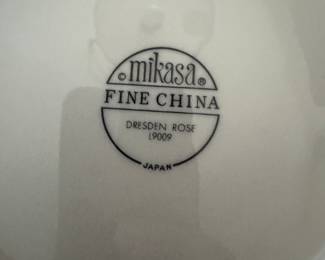 © mikasa ®
FINE CHINA
DRESDEN ROSE
L9009
JAPAN